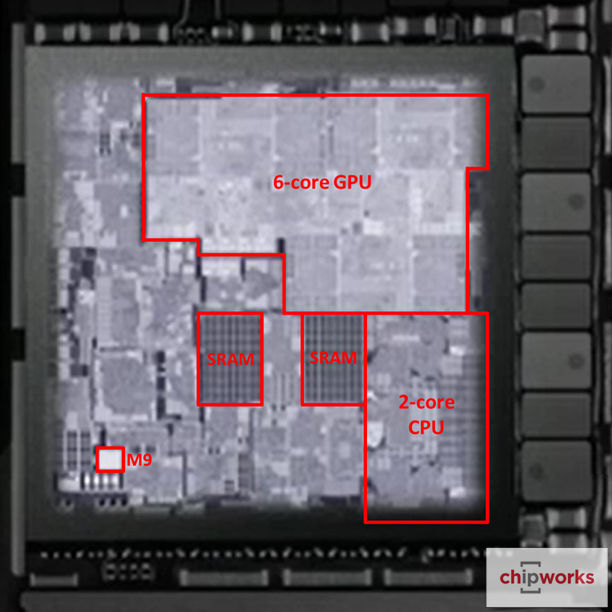 6-core GPU
SRAM
SRAM
2-core
CPU
M9
chipworks